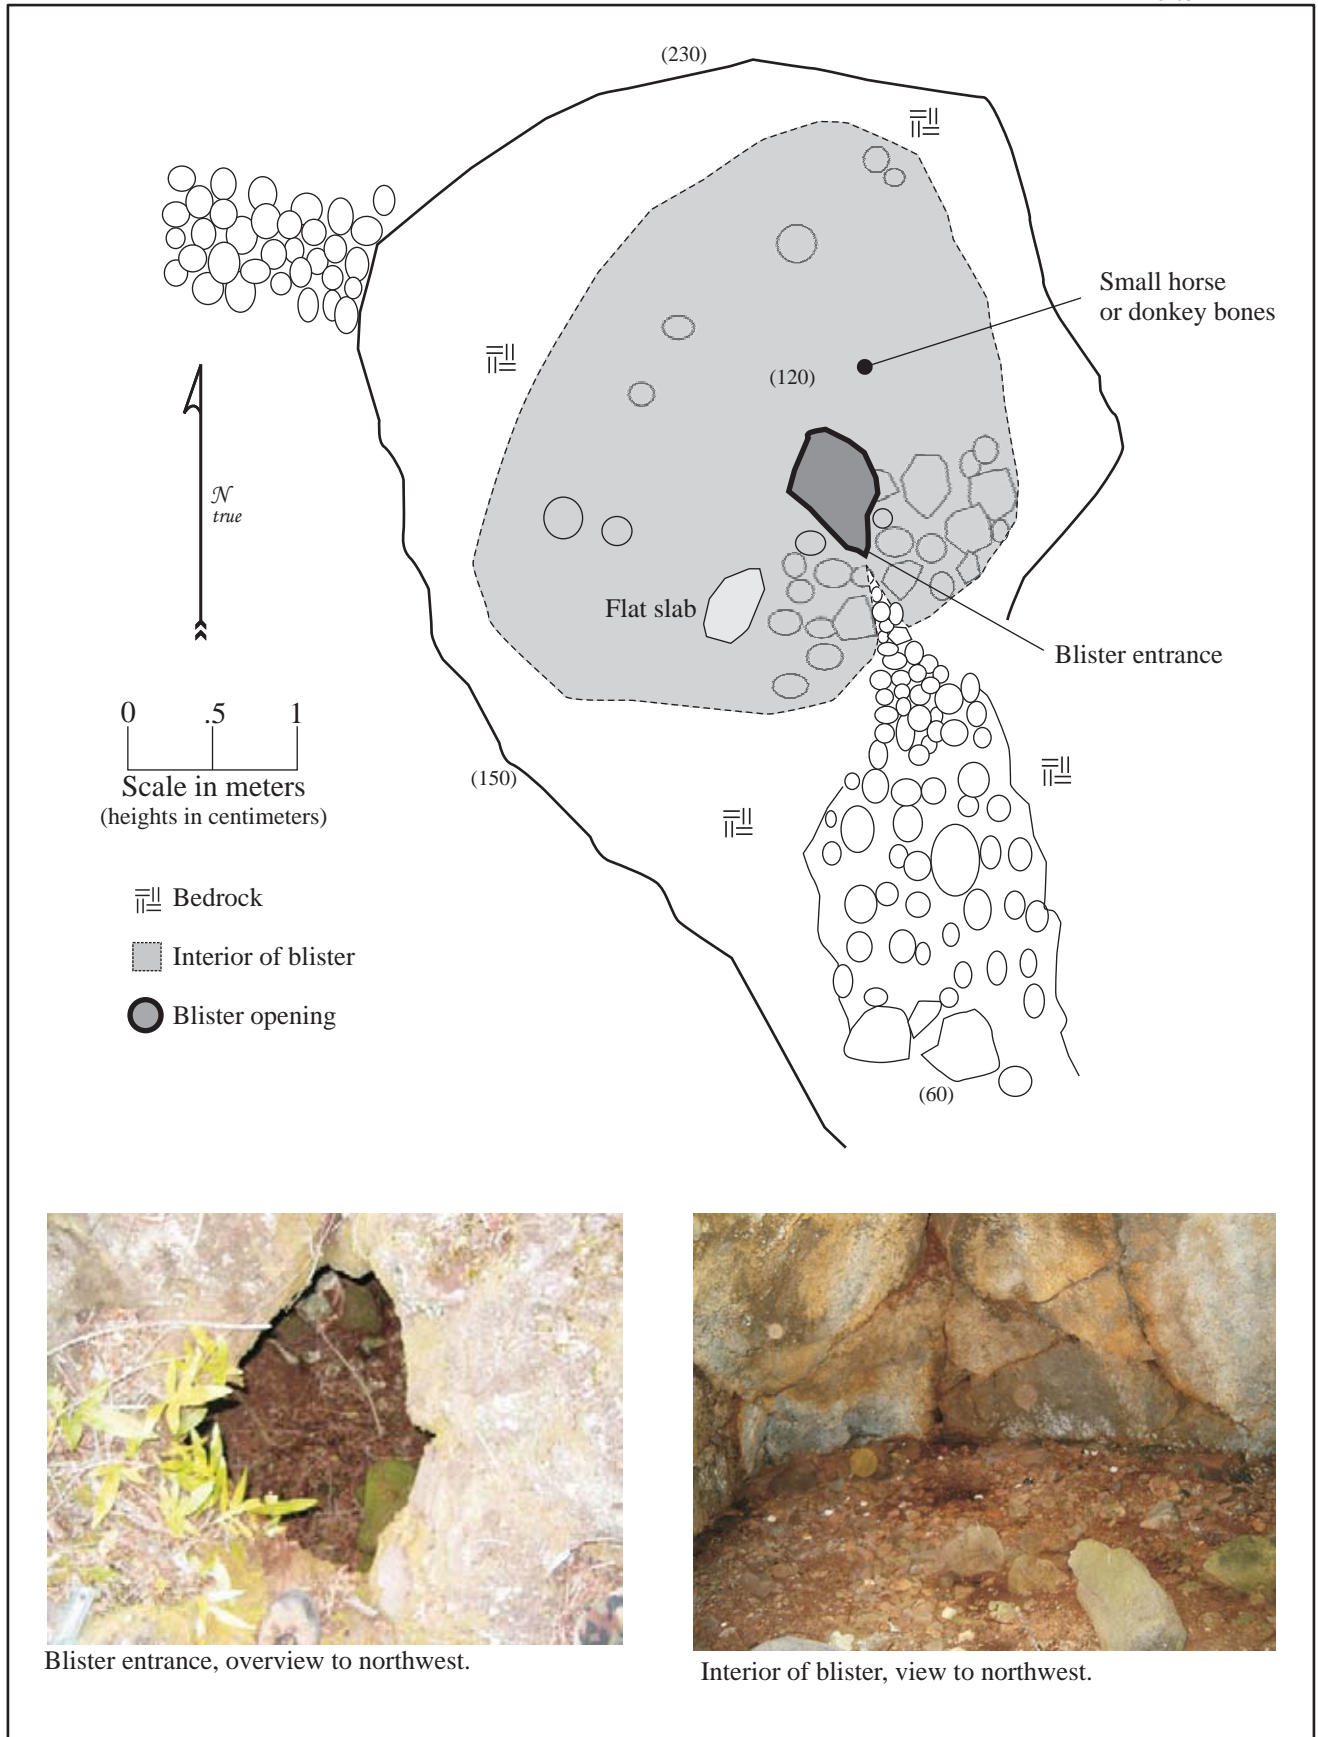 (230)
Small horse
or donkey bones
(120)
N
true
Flat slab
Blister entrance
0 .5 1
Scale in meters
(heights in centimeters)
(150)
Bedrock
Interior of blister
Blister opening
(60)
Blister entrance, overview to northwest.
Interior of blister, view to northwest.